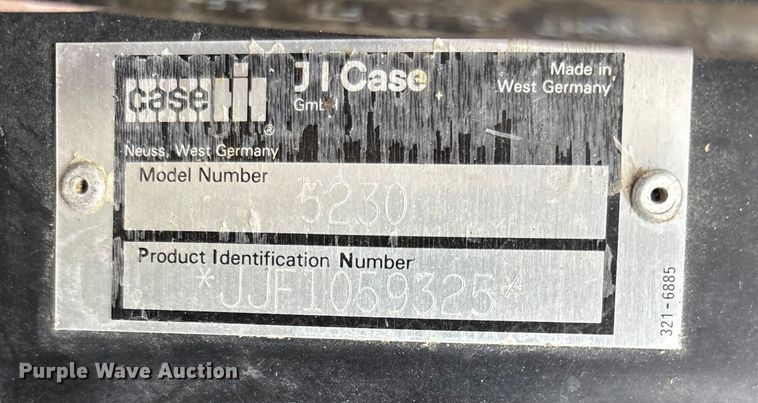 case IH
®
J I Case
GmbH
Made in
West Germany
Neuss, West Germany
Model Number
5230
Product Identification Number
*JJF1059325*
321-6885
Purple Wave Auction